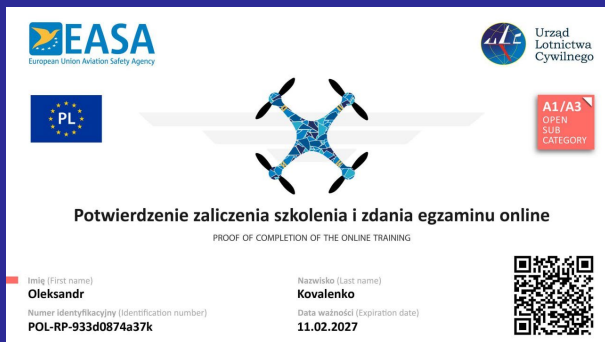 EASA
European Union Aviation Safety Agency
Urząd
Lotnictwa
Cywilnego
PL
A1/A3
OPEN
SUB
CATEGORY
Potwierdzenie zaliczenia szkolenia i zdania egzaminu online
PROOF OF COMPLETION OF THE ONLINE TRAINING
Imię (First name)
Nazwisko (Last name)
Oleksandr
Kovalenko
Numer identyfikacyjny (Identification number)
Data ważności (Expiration date)
POL-RP-933d0874a37k
11.02.2027